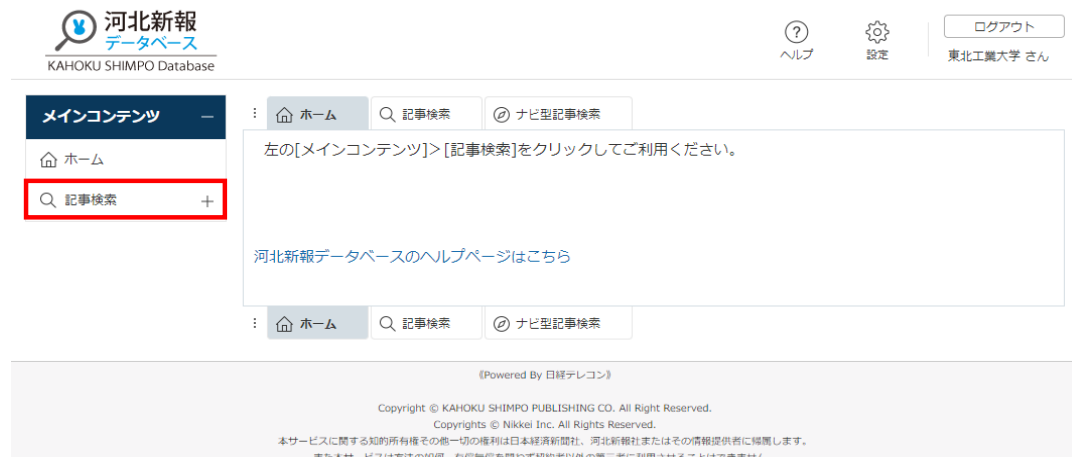 河北新報
データベース
KAHOKU SHIMPO Database
ヘルプ
設定
ログアウト
東北工業大学 さん
メインコンテンツ
ホーム
記事検索
ホーム
記事検索
ナビ型記事検索
左の[メインコンテンツ]>[記事検索]をクリックしてご利用ください。
河北新報データベースのヘルプページはこちら
ホーム
記事検索
ナビ型記事検索
《Powered By 日経テレコン》
Copyright © KAHOKU SHIMPO PUBLISHING CO. All Right Reserved.
Copyrights © Nikkei Inc. All Rights Reserved.
本サービスに関する知的所有権その他一切の権利は日本経済新聞社、河北新報社またはその情報提供者に帰属します。